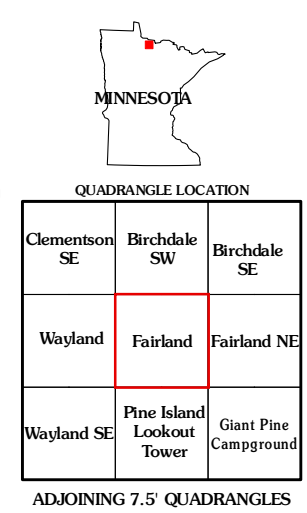 MINNESOTA
QUADRANGLE LOCATION
Clementson
SE
Birchdale
SW
Birchdale
SE
Wayland
Fairland
Fairland NE
Wayland SE
Pine Island
Lookout
Tower
Giant Pine
Campground
ADJOINING 7.5' QUADRANGLES